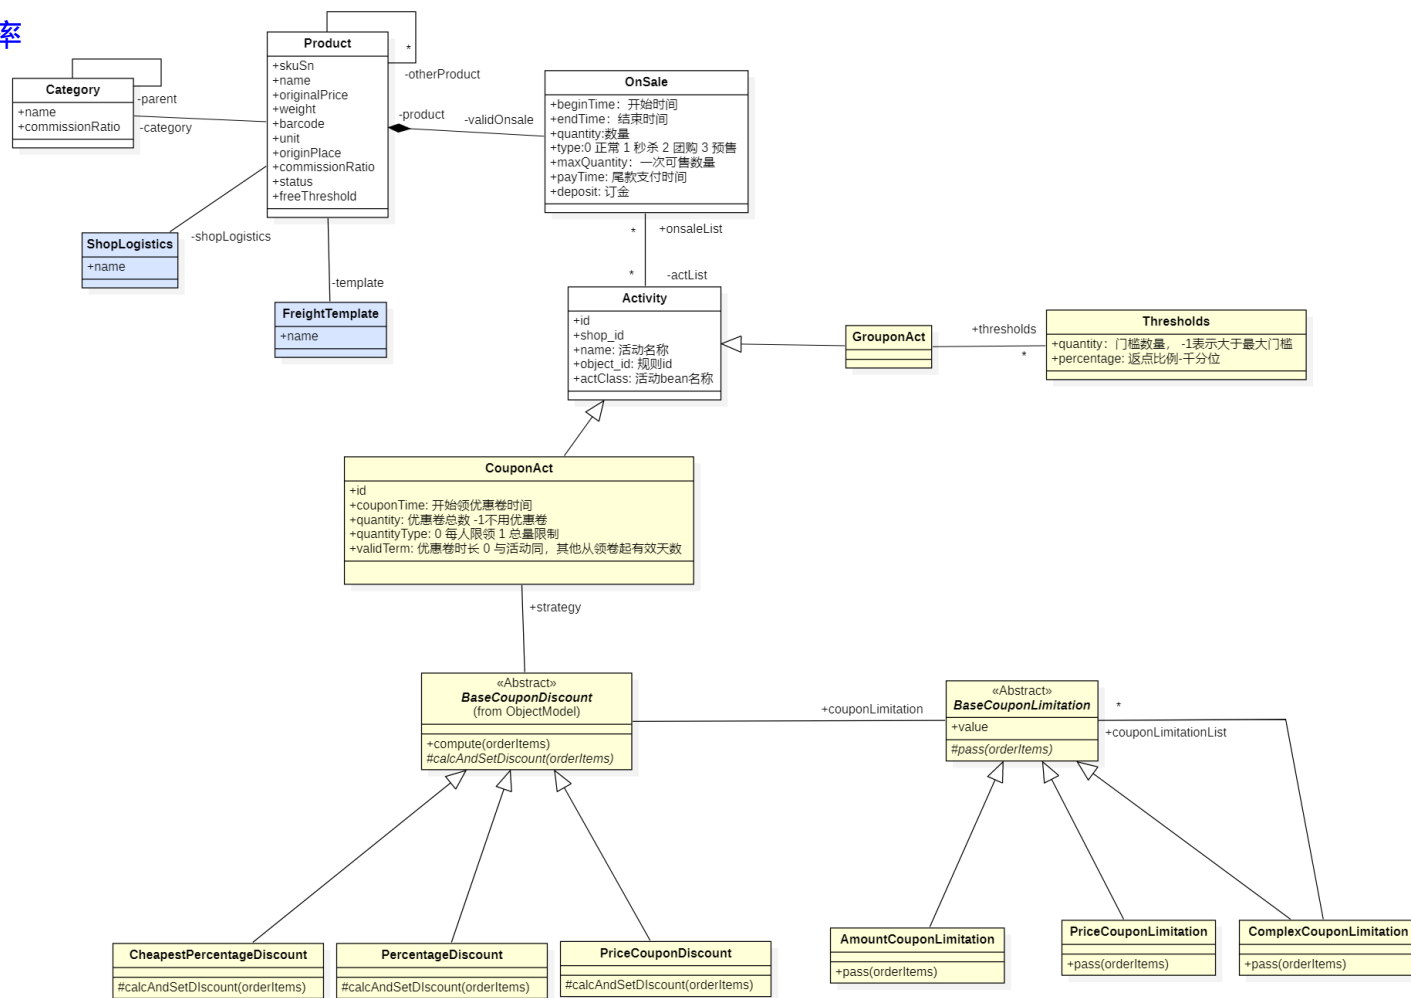 率
Product
+skuSn
+name
+originalPrice
+weight
+barcode
+unit
+originPlace
+commissionRatio
+status
+freeThreshold
*
-otherProduct
Category
+name
+commissionRatio
-parent
-category
-product
-validOnsale
OnSale
+beginTime：开始时间
+endTime：结束时间
+quantity:数量
+type:0 正常 1 秒杀 2 团购 3 预售
+maxQuantity：一次可售数量
+payTime: 尾款支付时间
+deposit: 订金
ShopLogistics
+name
-shopLogistics
-template
FreightTemplate
+name
*
+onsaleList
*
-actList
Activity
+id
+shop_id
+name: 活动名称
+object_id: 规则id
+actClass: 活动bean名称
GrouponAct
+thresholds
*
Thresholds
+quantity：门槛数量， -1表示大于最大门槛
+percentage: 返点比例-千分位
CouponAct
+id
+couponTime: 开始领优惠卷时间
+quantity: 优惠卷总数 -1不用优惠卷
+quantityType: 0 每人限领 1 总量限制
+validTerm: 优惠卷时长 0 与活动同，其他从领卷起有效天数
+strategy
«Abstract»
BaseCouponDiscount
(from ObjectModel)
+compute(orderItems)
#calcAndSetDiscount(orderItems)
+couponLimitation
«Abstract»
BaseCouponLimitation
+value
#pass(orderItems)
*
+couponLimitationList
CheapestPercentageDiscount
#calcAndSetDIscount(orderItems)
PercentageDiscount
#calcAndSetDIscount(orderItems)
PriceCouponDiscount
#calcAndSetDIscount(orderItems)
AmountCouponLimitation
+pass(orderItems)
PriceCouponLimitation
+pass(orderItems)
ComplexCouponLimitation
+pass(orderItems)